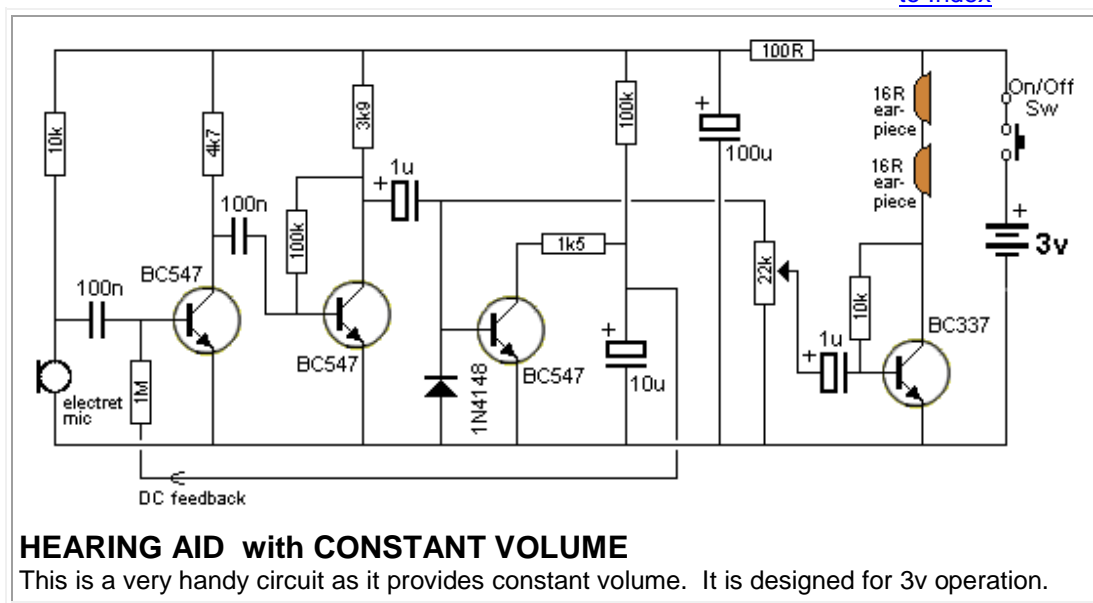 to Index
100R
16R
ear-
piece
On/Off
Sw
10k
4k7
3k9
1u
+
100k
+
100u
16R
ear-
piece
+
3v
100n
100k
1k5
22k
100n
BC547
10k
BC337
BC547
+
BC547
10u
1u
+
electret
mic
1M
1N4148
DC feedback
HEARING AID with CONSTANT VOLUME
This is a very handy circuit as it provides constant volume. It is designed for 3v operation.